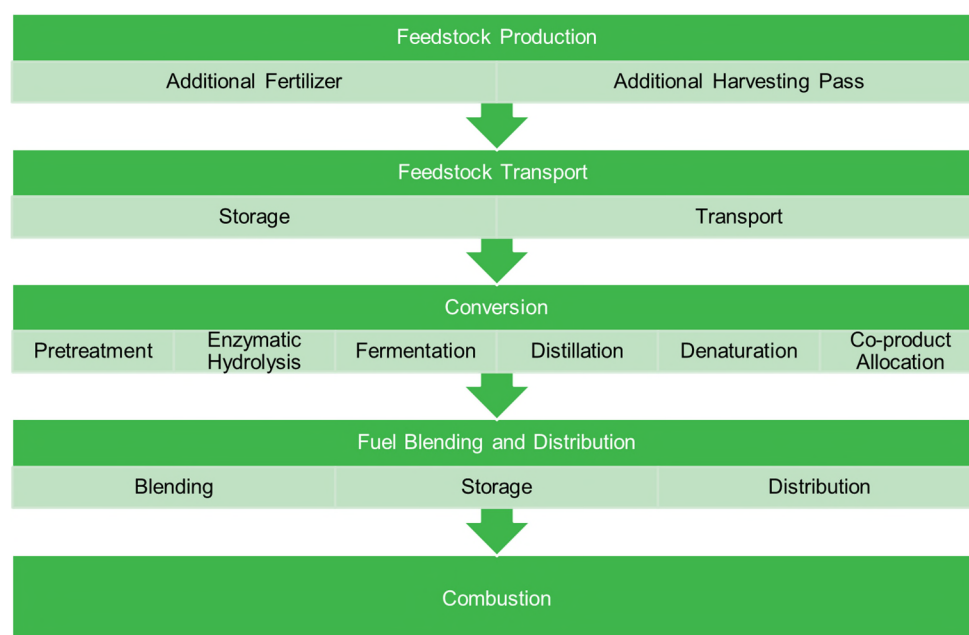 Feedstock Production
Additional Fertilizer
Additional Harvesting Pass
Feedstock Transport
Storage
Transport
Conversion
Pretreatment
Enzymatic
Hydrolysis
Fermentation
Distillation
Denaturation
Co-product
Allocation
Fuel Blending and Distribution
Blending
Storage
Distribution
Combustion